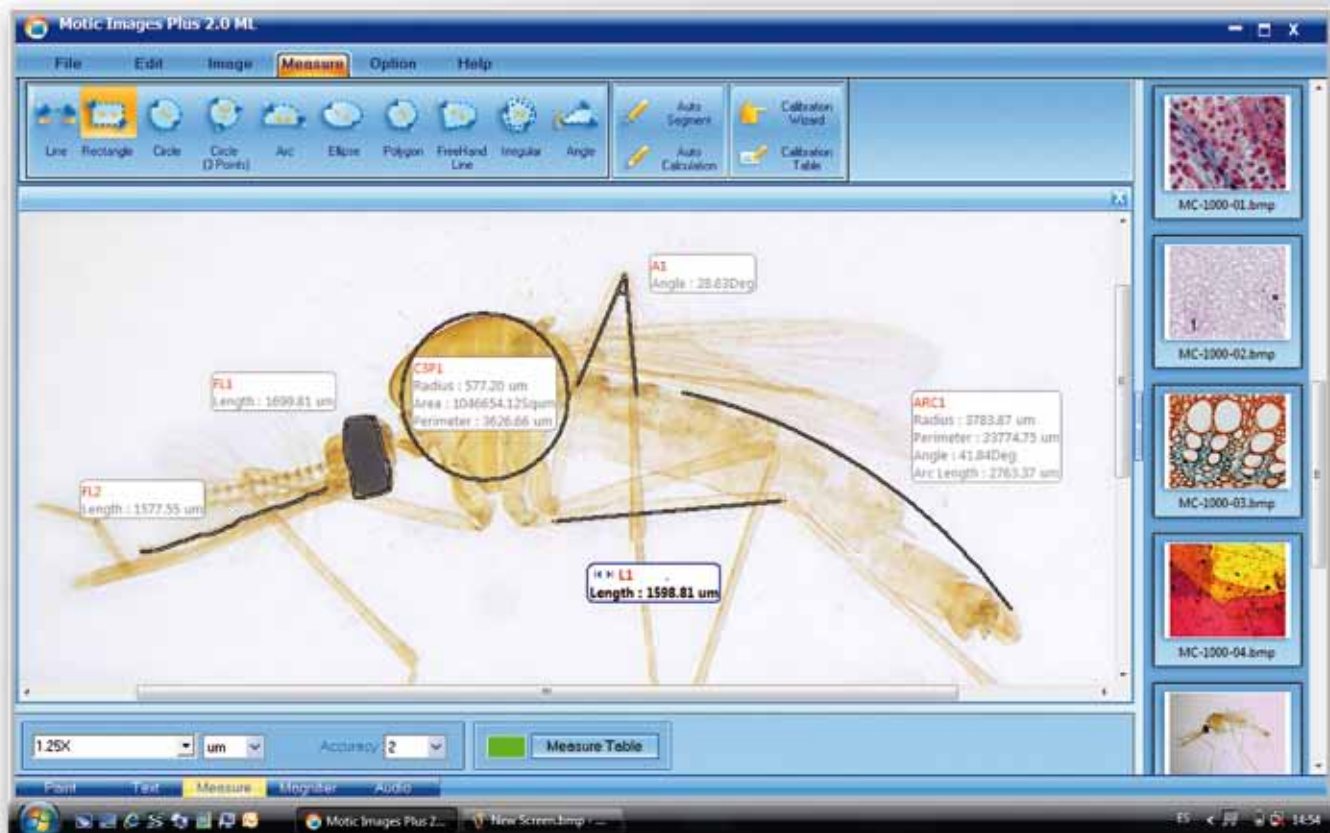 Motic Images Plus 2.0 ML
File Edit Image Measure Option Help
Line Rectangle Circle Circle (3 Points) Arc Ellipse Polygon FreeHand Line Irregular Angle
Auto Segment
Auto Calculation
Calibration Wizard
Calibration Table
A1
Angle : 28.83Deg
C3P1
Radius : 577.20 um
Area : 1046654.12Squm
Perimeter : 3626.66 um
FL1
Length : 1699.81 um
ARC1
Radius : 3783.87 um
Perimeter : 23774.75 um
Angle : 41.84Deg
Arc Length : 2763.37 um
FL2
Length : 1577.55 um
L1
Length : 1598.81 um
MC-1000-01.bmp
MC-1000-02.bmp
MC-1000-03.bmp
MC-1000-04.bmp
1.25X um Accuracy 2 Measure Table
Paint Text Measure Magnifier Audio
Motic Images Plus 2... New Screen.bmp - ... ES 14:54